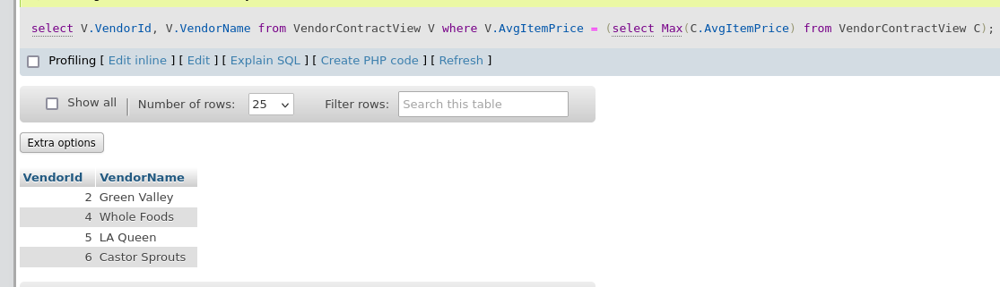 select V.VendorId, V.VendorName from VendorContractView V where V.AvgItemPrice = (select Max(C.AvgItemPrice) from VendorContractView C);
Profiling [ Edit inline ] [ Edit ] [ Explain SQL ] [ Create PHP code ] [ Refresh ]
Show all Number of rows: 25 Filter rows: Search this table
Extra options
VendorId VendorName
2 Green Valley
4 Whole Foods
5 LA Queen
6 Castor Sprouts